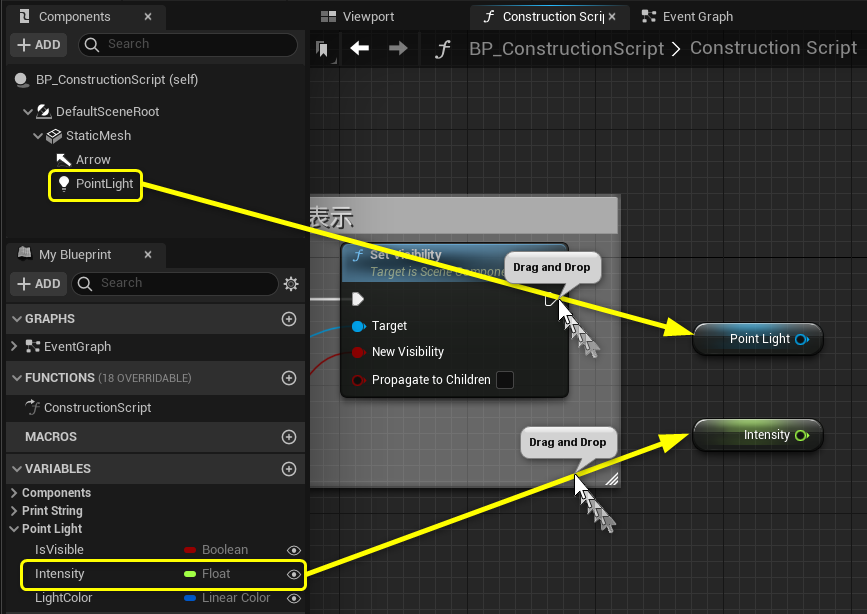 Components
Viewport
Construction Scrip
Event Graph
ADD
Search
BP_ConstructionScript
Construction Script
BP_ConstructionScript (self)
DefaultSceneRoot
StaticMesh
Arrow
PointLight
表示
My Blueprint
Set Visibility
Target is Scene Compone
Drag and Drop
ADD
Search
GRAPHS
EventGraph
Target
Point Light
New Visibility
FUNCTIONS (18 OVERRIDABLE)
Propagate to Children
ConstructionScript
MACROS
Intensity
Drag and Drop
VARIABLES
Components
Print String
Point Light
IsVisible Boolean
Intensity Float
LightColor Linear Color